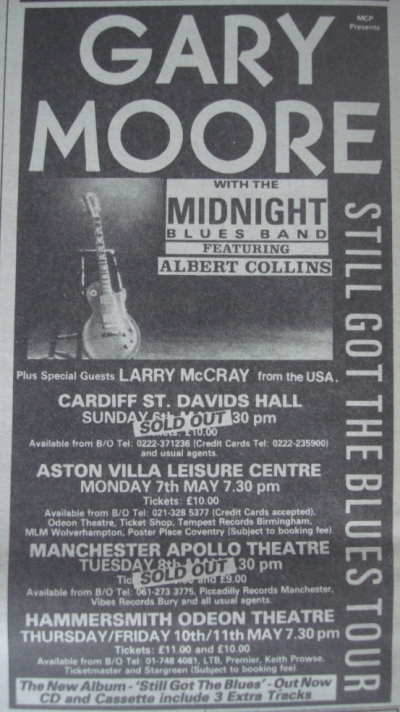 MCP
Presents
GARY
MOORE
WITH THE
MIDNIGHT
BLUES BAND
FEATURING
ALBERT COLLINS
STILL GOT THE BLUES TOUR
Plus Special Guests LARRY McCRAY from the USA.
CARDIFF ST. DAVIDS HALL
SUNDAY 6th 30 pm
SOLD OUT
£10.00
Available from B/O Tel: 0222-371236 (Credit Cards Tel: 0222-235900)
and usual agents.
ASTON VILLA LEISURE CENTRE
MONDAY 7th MAY 7.30 pm
Tickets: £10.00
Available from B/O Tel: 021-328 5377 (Credit Cards accepted),
Odeon Theatre, Ticket Shop, Tempest Records Birmingham,
MLM Wolverhampton, Poster Place Coventry (Subject to booking fee).
MANCHESTER APOLLO THEATRE
TUESDAY 8th 30 pm
SOLD OUT
and £9.00
Available from B/O Tel: 061-273 3775, Piccadilly Records Manchester,
Vibes Records Bury and all usual agents.
HAMMERSMITH ODEON THEATRE
THURSDAY/FRIDAY 10th/11th MAY 7.30 pm
Tickets: £11.00 and £10.00
Available from B/O Tel: 01-748 4081, LTB, Premier, Keith Prowse,
Ticketmaster and Stargreen (Subject to booking fee)
The New Album - 'Still Got The Blues' - Out Now
CD and Cassette include 3 Extra Tracks